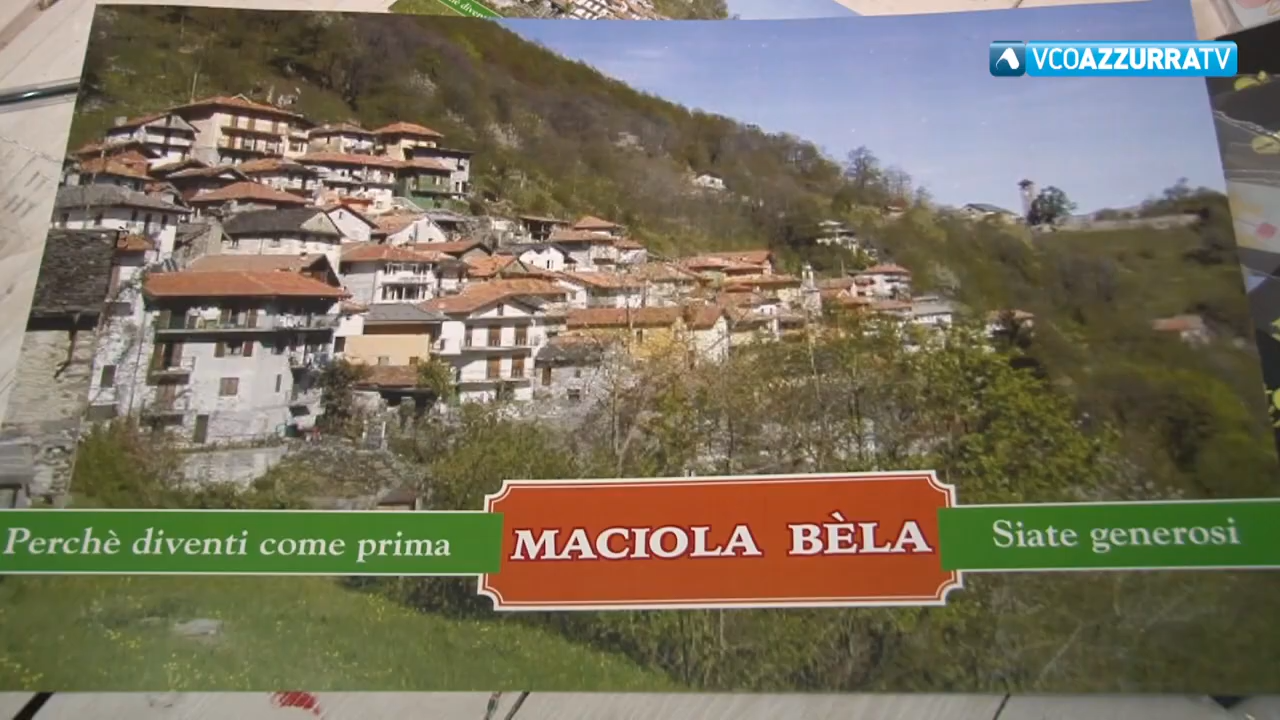 VCOAZZURRATV
Perchè diventi come prima
MACIOLA BÈLA
Siate generosi